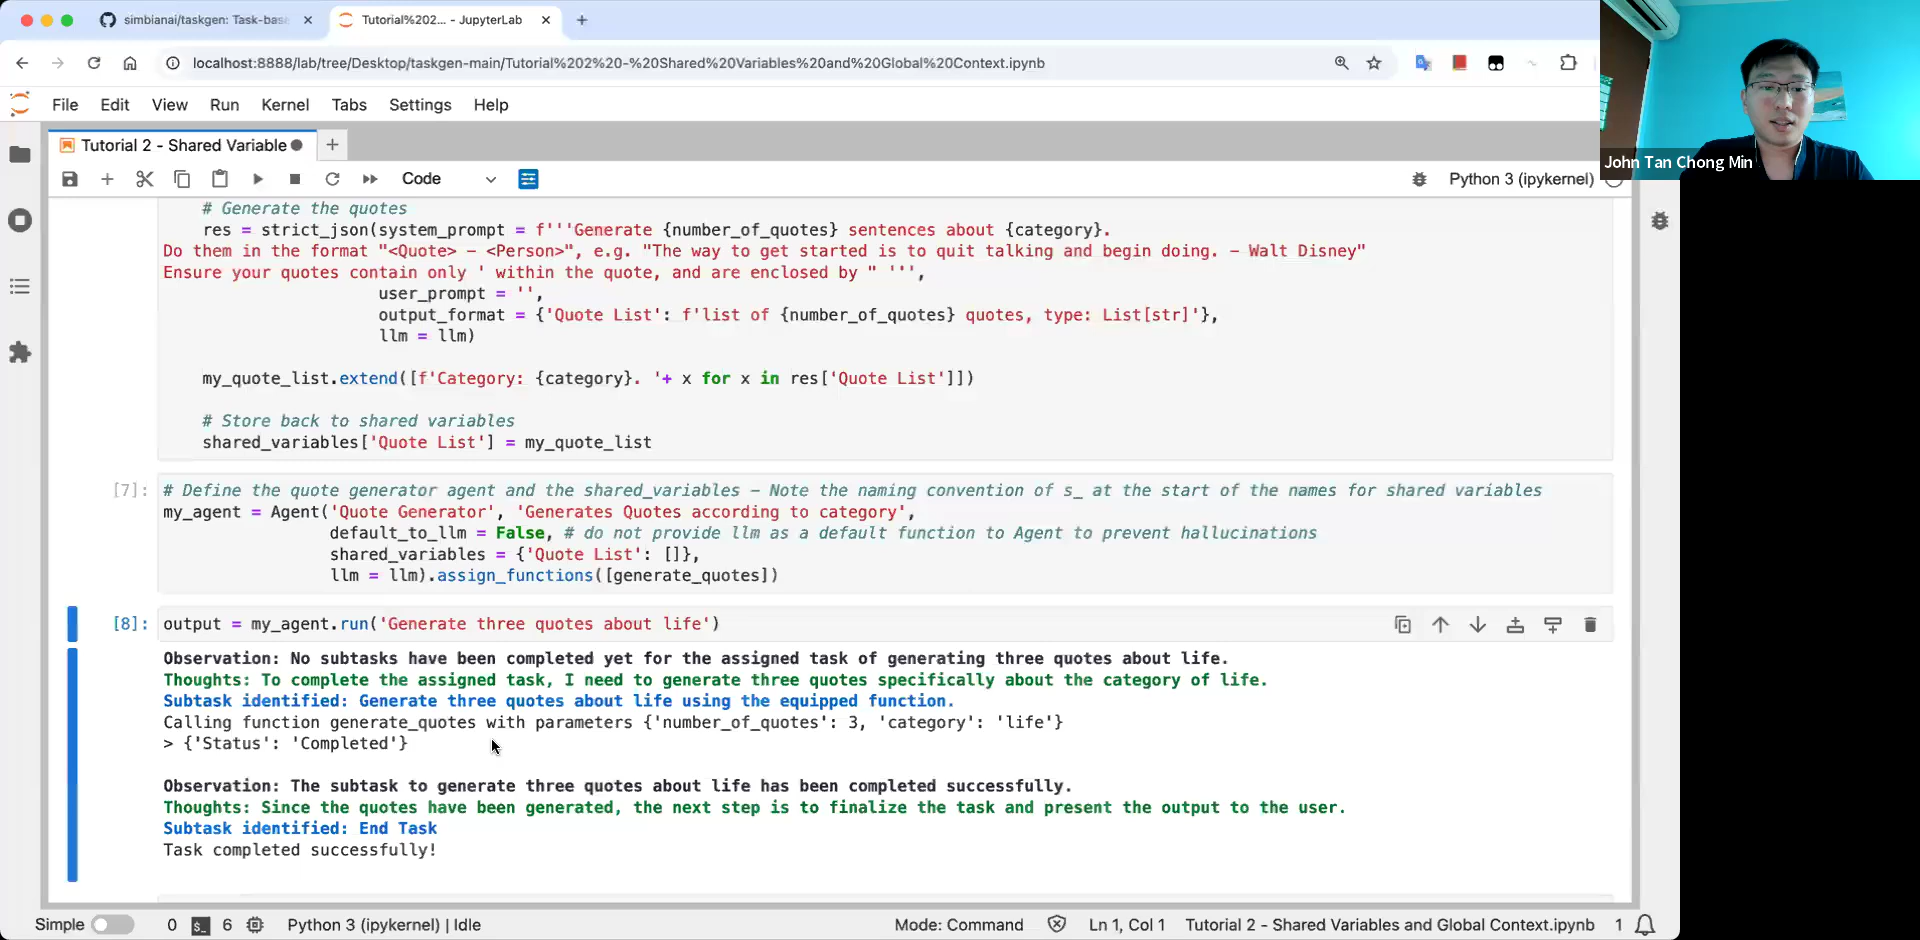 simbianai/taskgen: Task-bas
Tutorial%202... - JupyterLab
localhost:8888/lab/tree/Desktop/taskgen-main/Tutorial%202%20-%20Shared%20Variables%20and%20Global%20Context.ipynb
File Edit View Run Kernel Tabs Settings Help
Tutorial 2 - Shared Variable
John Tan Chong Min
Code
Python 3 (ipykernel)
# Generate the quotes
res = strict_json(system_prompt = f'''Generate {number_of_quotes} sentences about {category}.
Do them in the format "<Quote> - <Person>", e.g. "The way to get started is to quit talking and begin doing. - Walt Disney"
Ensure your quotes contain only ' within the quote, and are enclosed by " ''',
user_prompt = '',
output_format = {'Quote List': f'list of {number_of_quotes} quotes, type: List[str]'},
llm = llm)
my_quote_list.extend([f'Category: {category}. '+ x for x in res['Quote List']])
# Store back to shared variables
shared_variables['Quote List'] = my_quote_list
[7]: # Define the quote generator agent and the shared_variables - Note the naming convention of s_ at the start of the names for shared variables
my_agent = Agent('Quote Generator', 'Generates Quotes according to category',
default_to_llm = False, # do not provide llm as a default function to Agent to prevent hallucinations
shared_variables = {'Quote List': []},
llm = llm).assign_functions([generate_quotes])
[8]: output = my_agent.run('Generate three quotes about life')
Observation: No subtasks have been completed yet for the assigned task of generating three quotes about life.
Thoughts: To complete the assigned task, I need to generate three quotes specifically about the category of life.
Subtask identified: Generate three quotes about life using the equipped function.
Calling function generate_quotes with parameters {'number_of_quotes': 3, 'category': 'life'}
> {'Status': 'Completed'}
Observation: The subtask to generate three quotes about life has been completed successfully.
Thoughts: Since the quotes have been generated, the next step is to finalize the task and present the output to the user.
Subtask identified: End Task
Task completed successfully!
Simple 0 6 Python 3 (ipykernel) | Idle Mode: Command Ln 1, Col 1 Tutorial 2 - Shared Variables and Global Context.ipynb 1